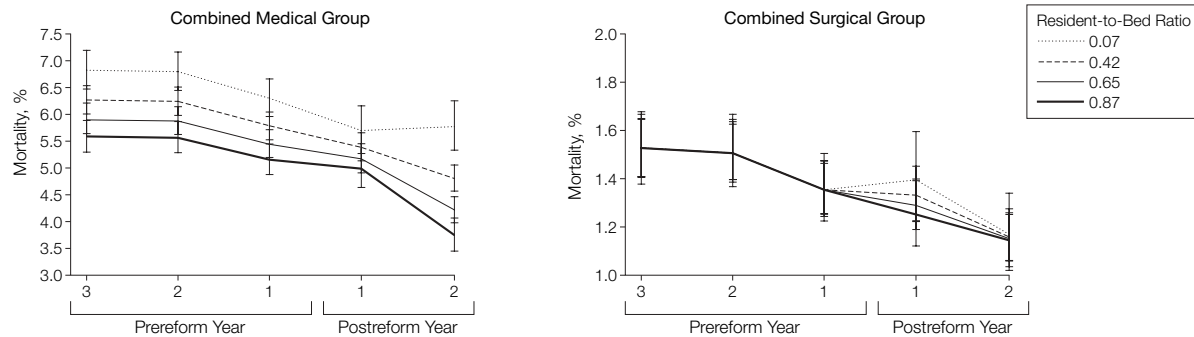 Combined Medical Group
Mortality, %
7.5
7.0
6.5
6.0
5.5
5.0
4.5
4.0
3.5
3.0
3 2 1 1 2
Prereform Year Postreform Year
Combined Surgical Group
Mortality, %
2.0
1.8
1.6
1.4
1.2
1.0
3 2 1 1 2
Prereform Year Postreform Year
Resident-to-Bed Ratio
0.07
0.42
0.65
0.87